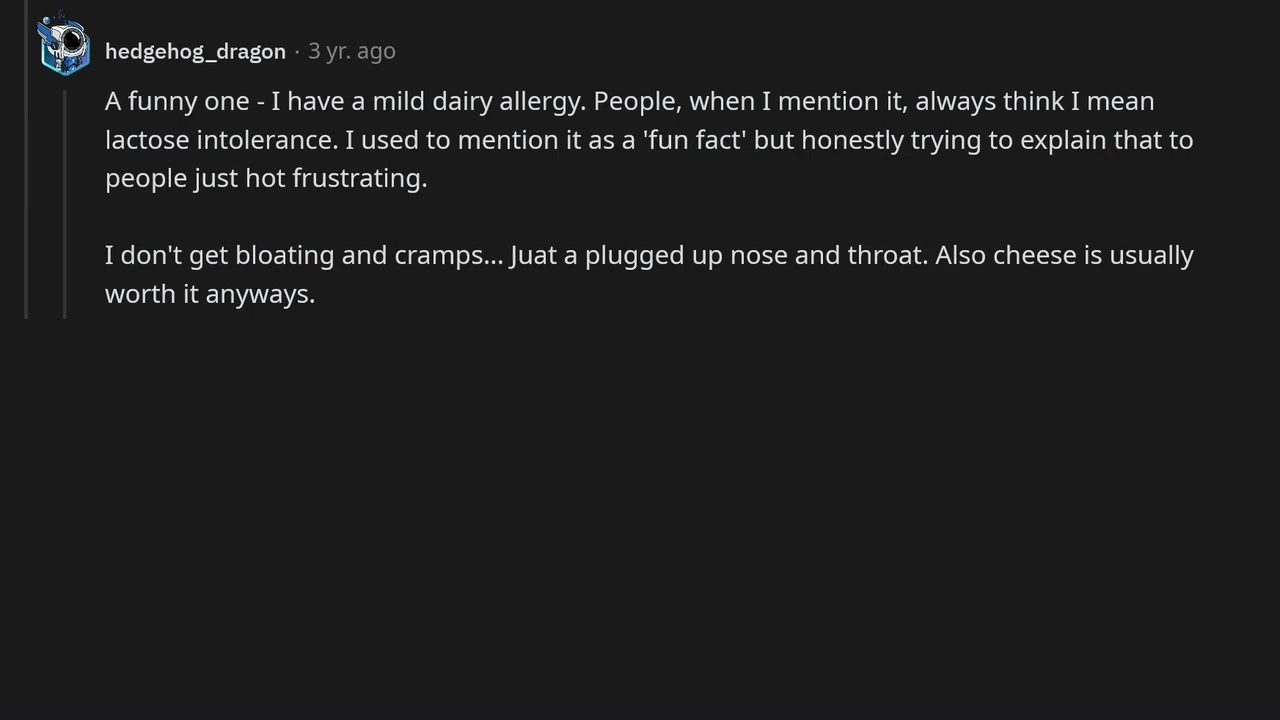 hedgehog_dragon · 3 yr. ago
A funny one - I have a mild dairy allergy. People, when I mention it, always think I mean
lactose intolerance. I used to mention it as a 'fun fact' but honestly trying to explain that to
people just hot frustrating.
I don't get bloating and cramps... Juat a plugged up nose and throat. Also cheese is usually
worth it anyways.